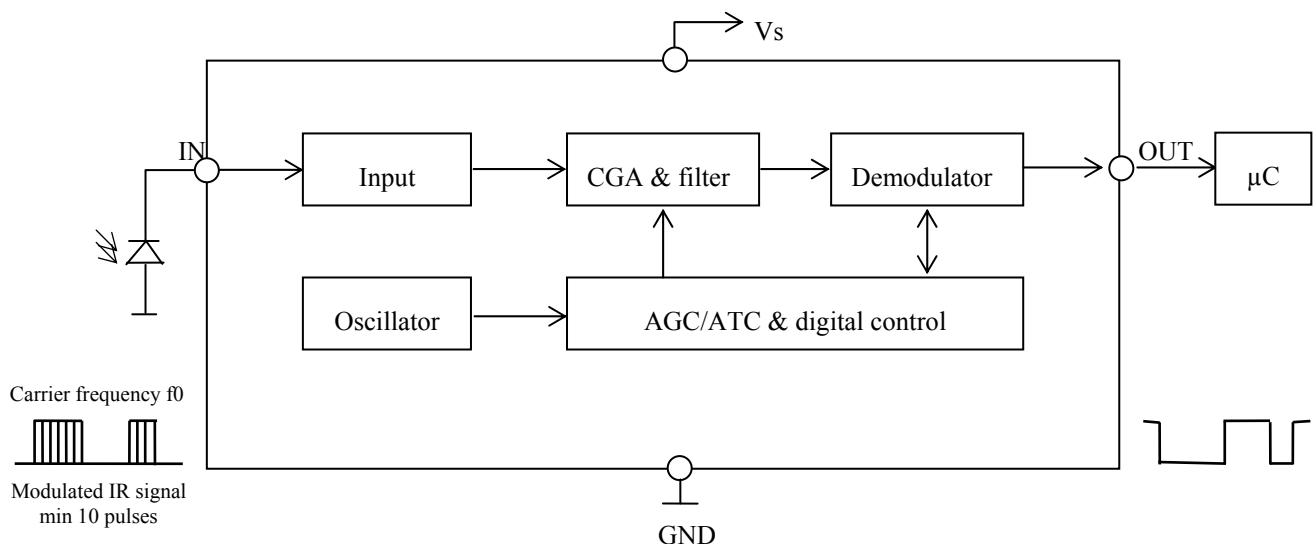 Vs
IN
OUT
Input
CGA & filter
Demodulator
µC
Oscillator
AGC/ATC & digital control
Carrier frequency f0
Modulated IR signal
min 10 pulses
GND